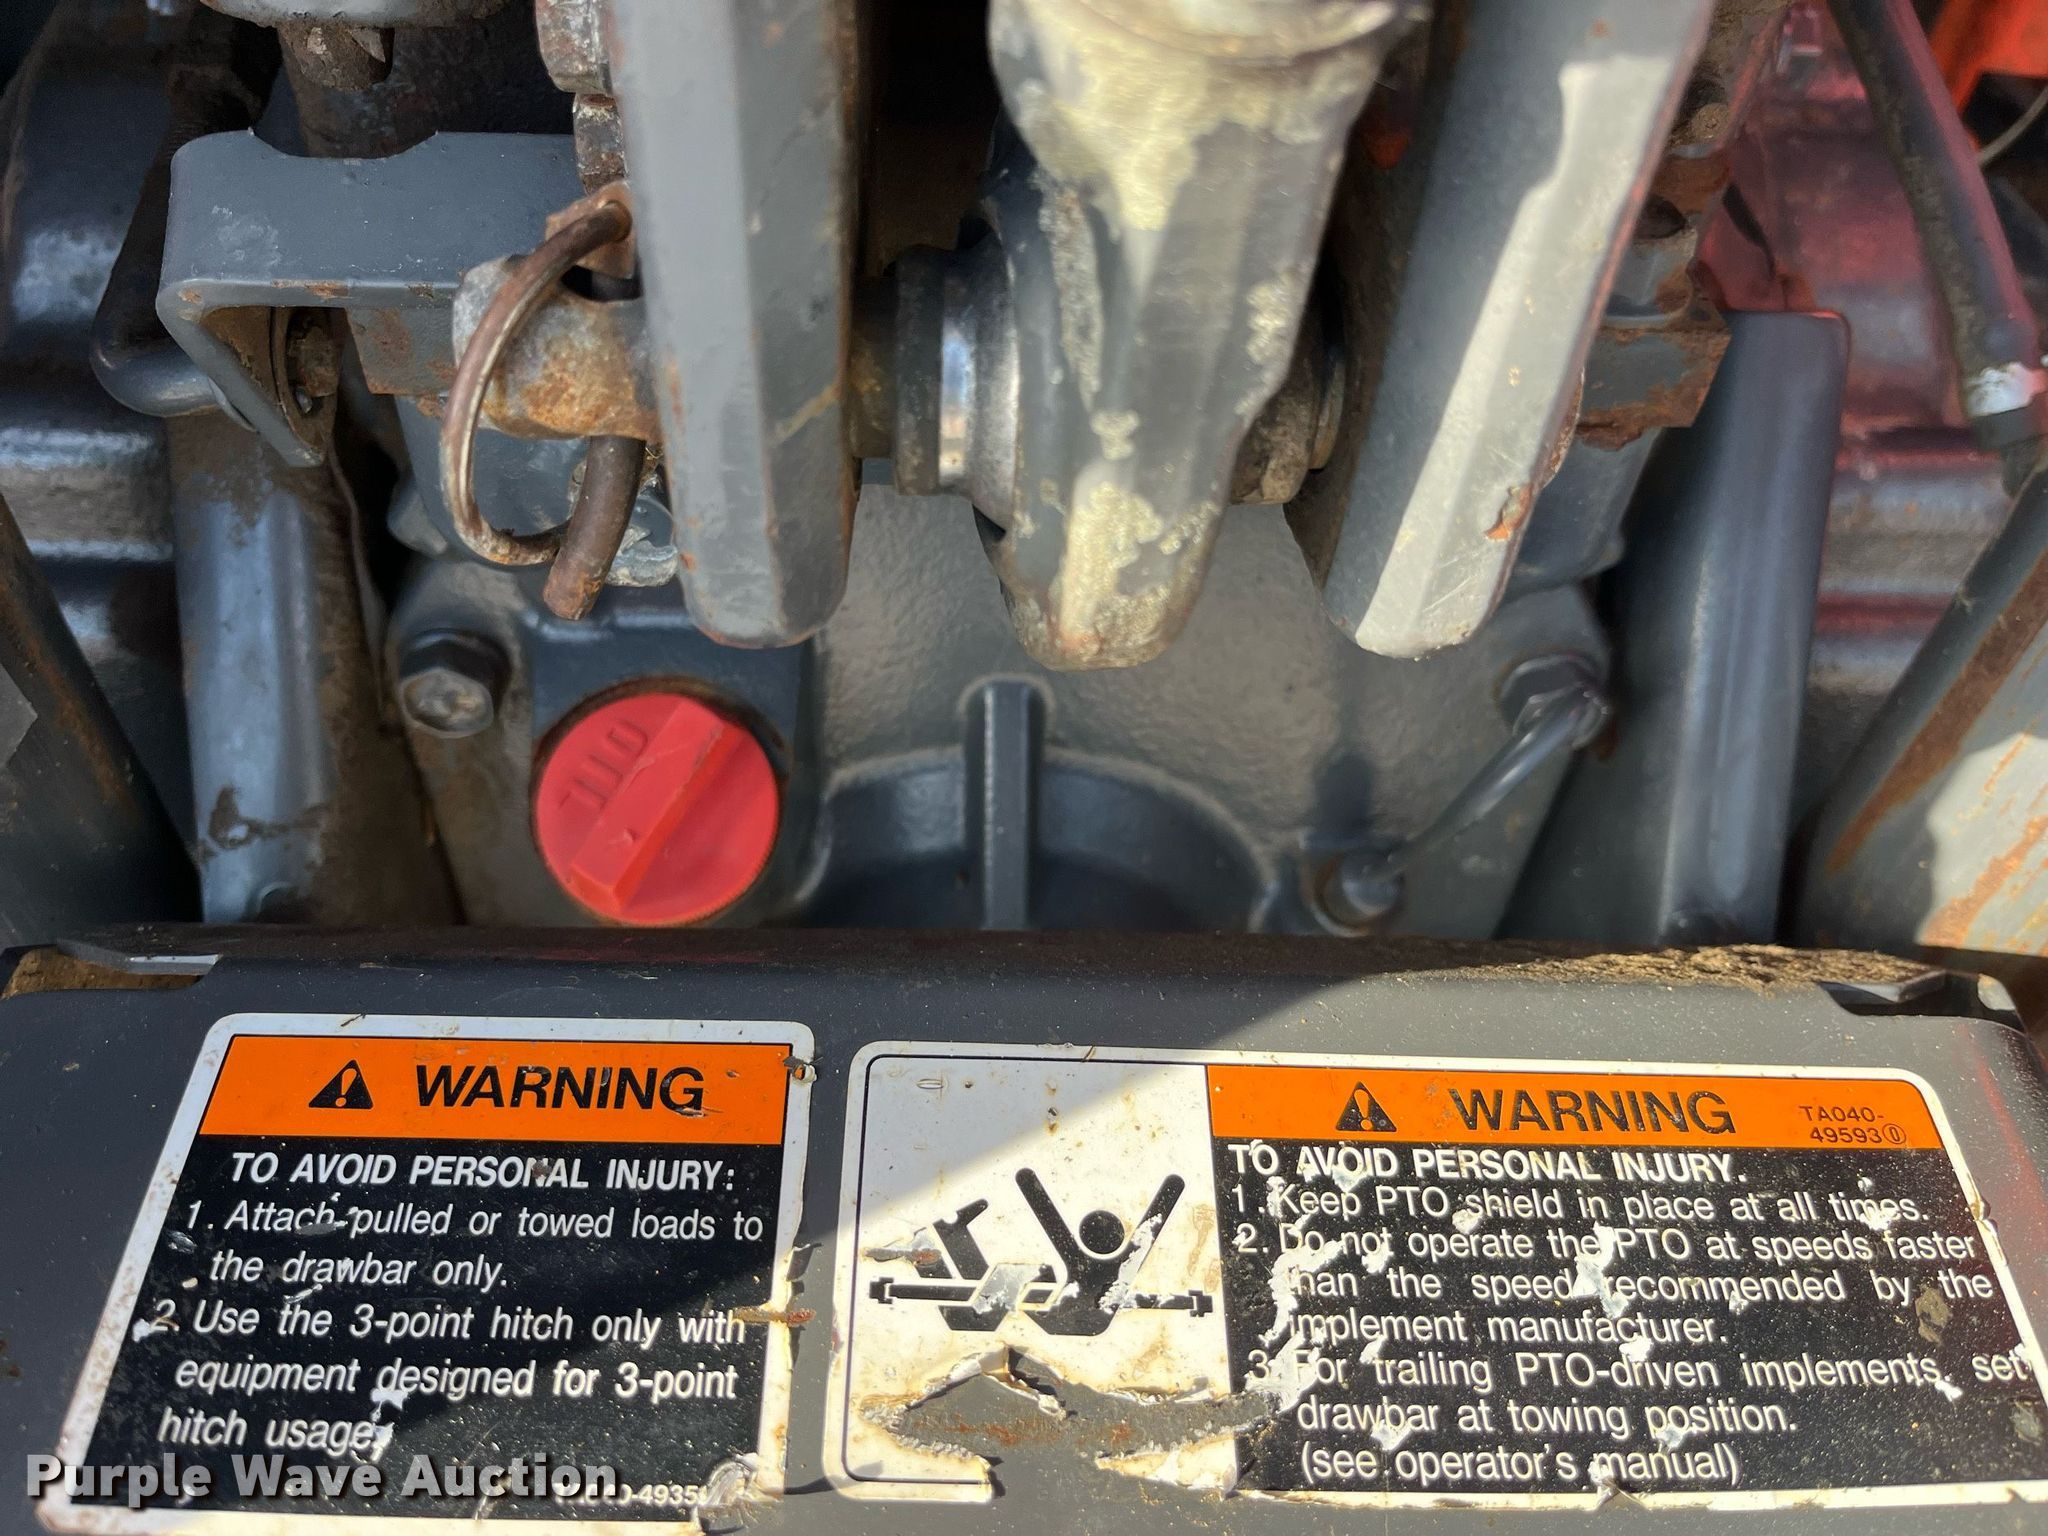 OIL
WARNING
TO AVOID PERSONAL INJURY:
1. Attach pulled or towed loads to
the drawbar only.
2. Use the 3-point hitch only with
equipment designed for 3-point
hitch usage.
WARNING
TA040-
49593 0
TO AVOID PERSONAL INJURY.
1. Keep PTO shield in place at all times.
2. Do not operate the PTO at speeds faster
than the speed recommended by the
implement manufacturer.
3. For trailing PTO-driven implements, set
drawbar at towing position.
(see operator's manual)
Purple Wave Auction